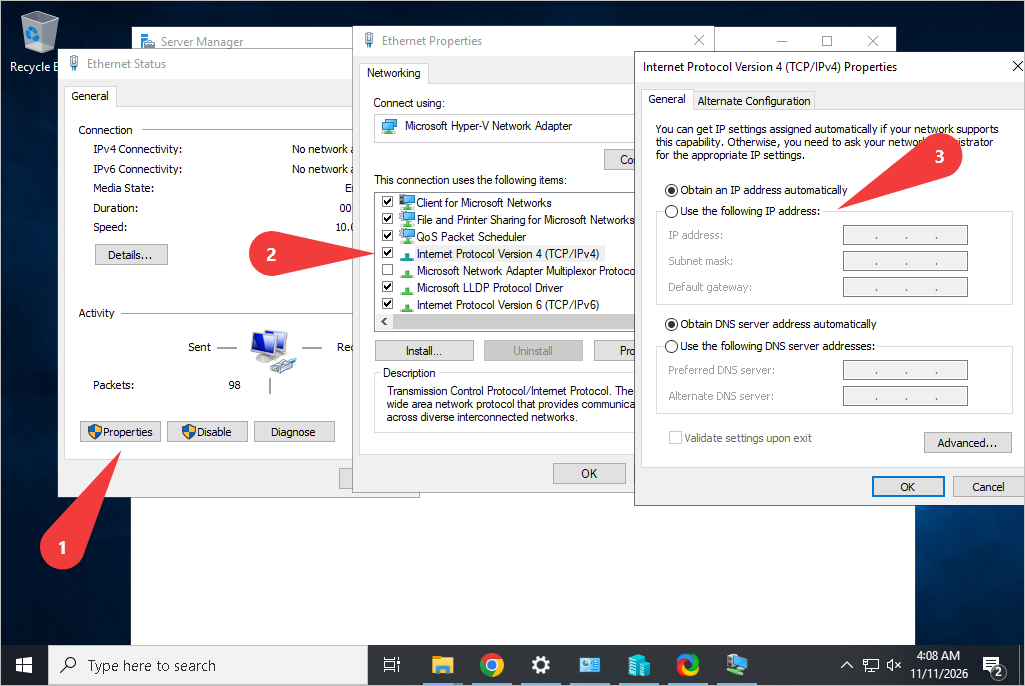 Recycle
Server Manager
Ethernet Status
General
Connection
IPv4 Connectivity:
No network
IPv6 Connectivity:
No network
Media State:
Duration:
00
Speed:
10.0
Details...
Activity
Sent
Packets:
98
Properties
Disable
Diagnose
1
Ethernet Properties
Networking
Connect using:
Microsoft Hyper-V Network Adapter
This connection uses the following items:
Client for Microsoft Networks
File and Printer Sharing for Microsoft Networks
QoS Packet Scheduler
Internet Protocol Version 4 (TCP/IPv4)
Microsoft Network Adapter Multiplexor Protoco
Microsoft LLDP Protocol Driver
Internet Protocol Version 6 (TCP/IPv6)
Install...
Uninstall
Pro
Description
Transmission Control Protocol/Internet Protocol. The
wide area network protocol that provides communica
across diverse interconnected networks.
OK
2
Internet Protocol Version 4 (TCP/IPv4) Properties
General
Alternate Configuration
You can get IP settings assigned automatically if your network supports
this capability. Otherwise, you need to ask your network
for the appropriate IP settings.
3
Obtain an IP address automatically
Use the following IP address:
IP address:
Subnet mask:
Default gateway:
Obtain DNS server address automatically
Use the following DNS server addresses:
Preferred DNS server:
Alternate DNS server:
Validate settings upon exit
Advanced...
OK
Cancel
Type here to search
4:08 AM
11/11/2026
2